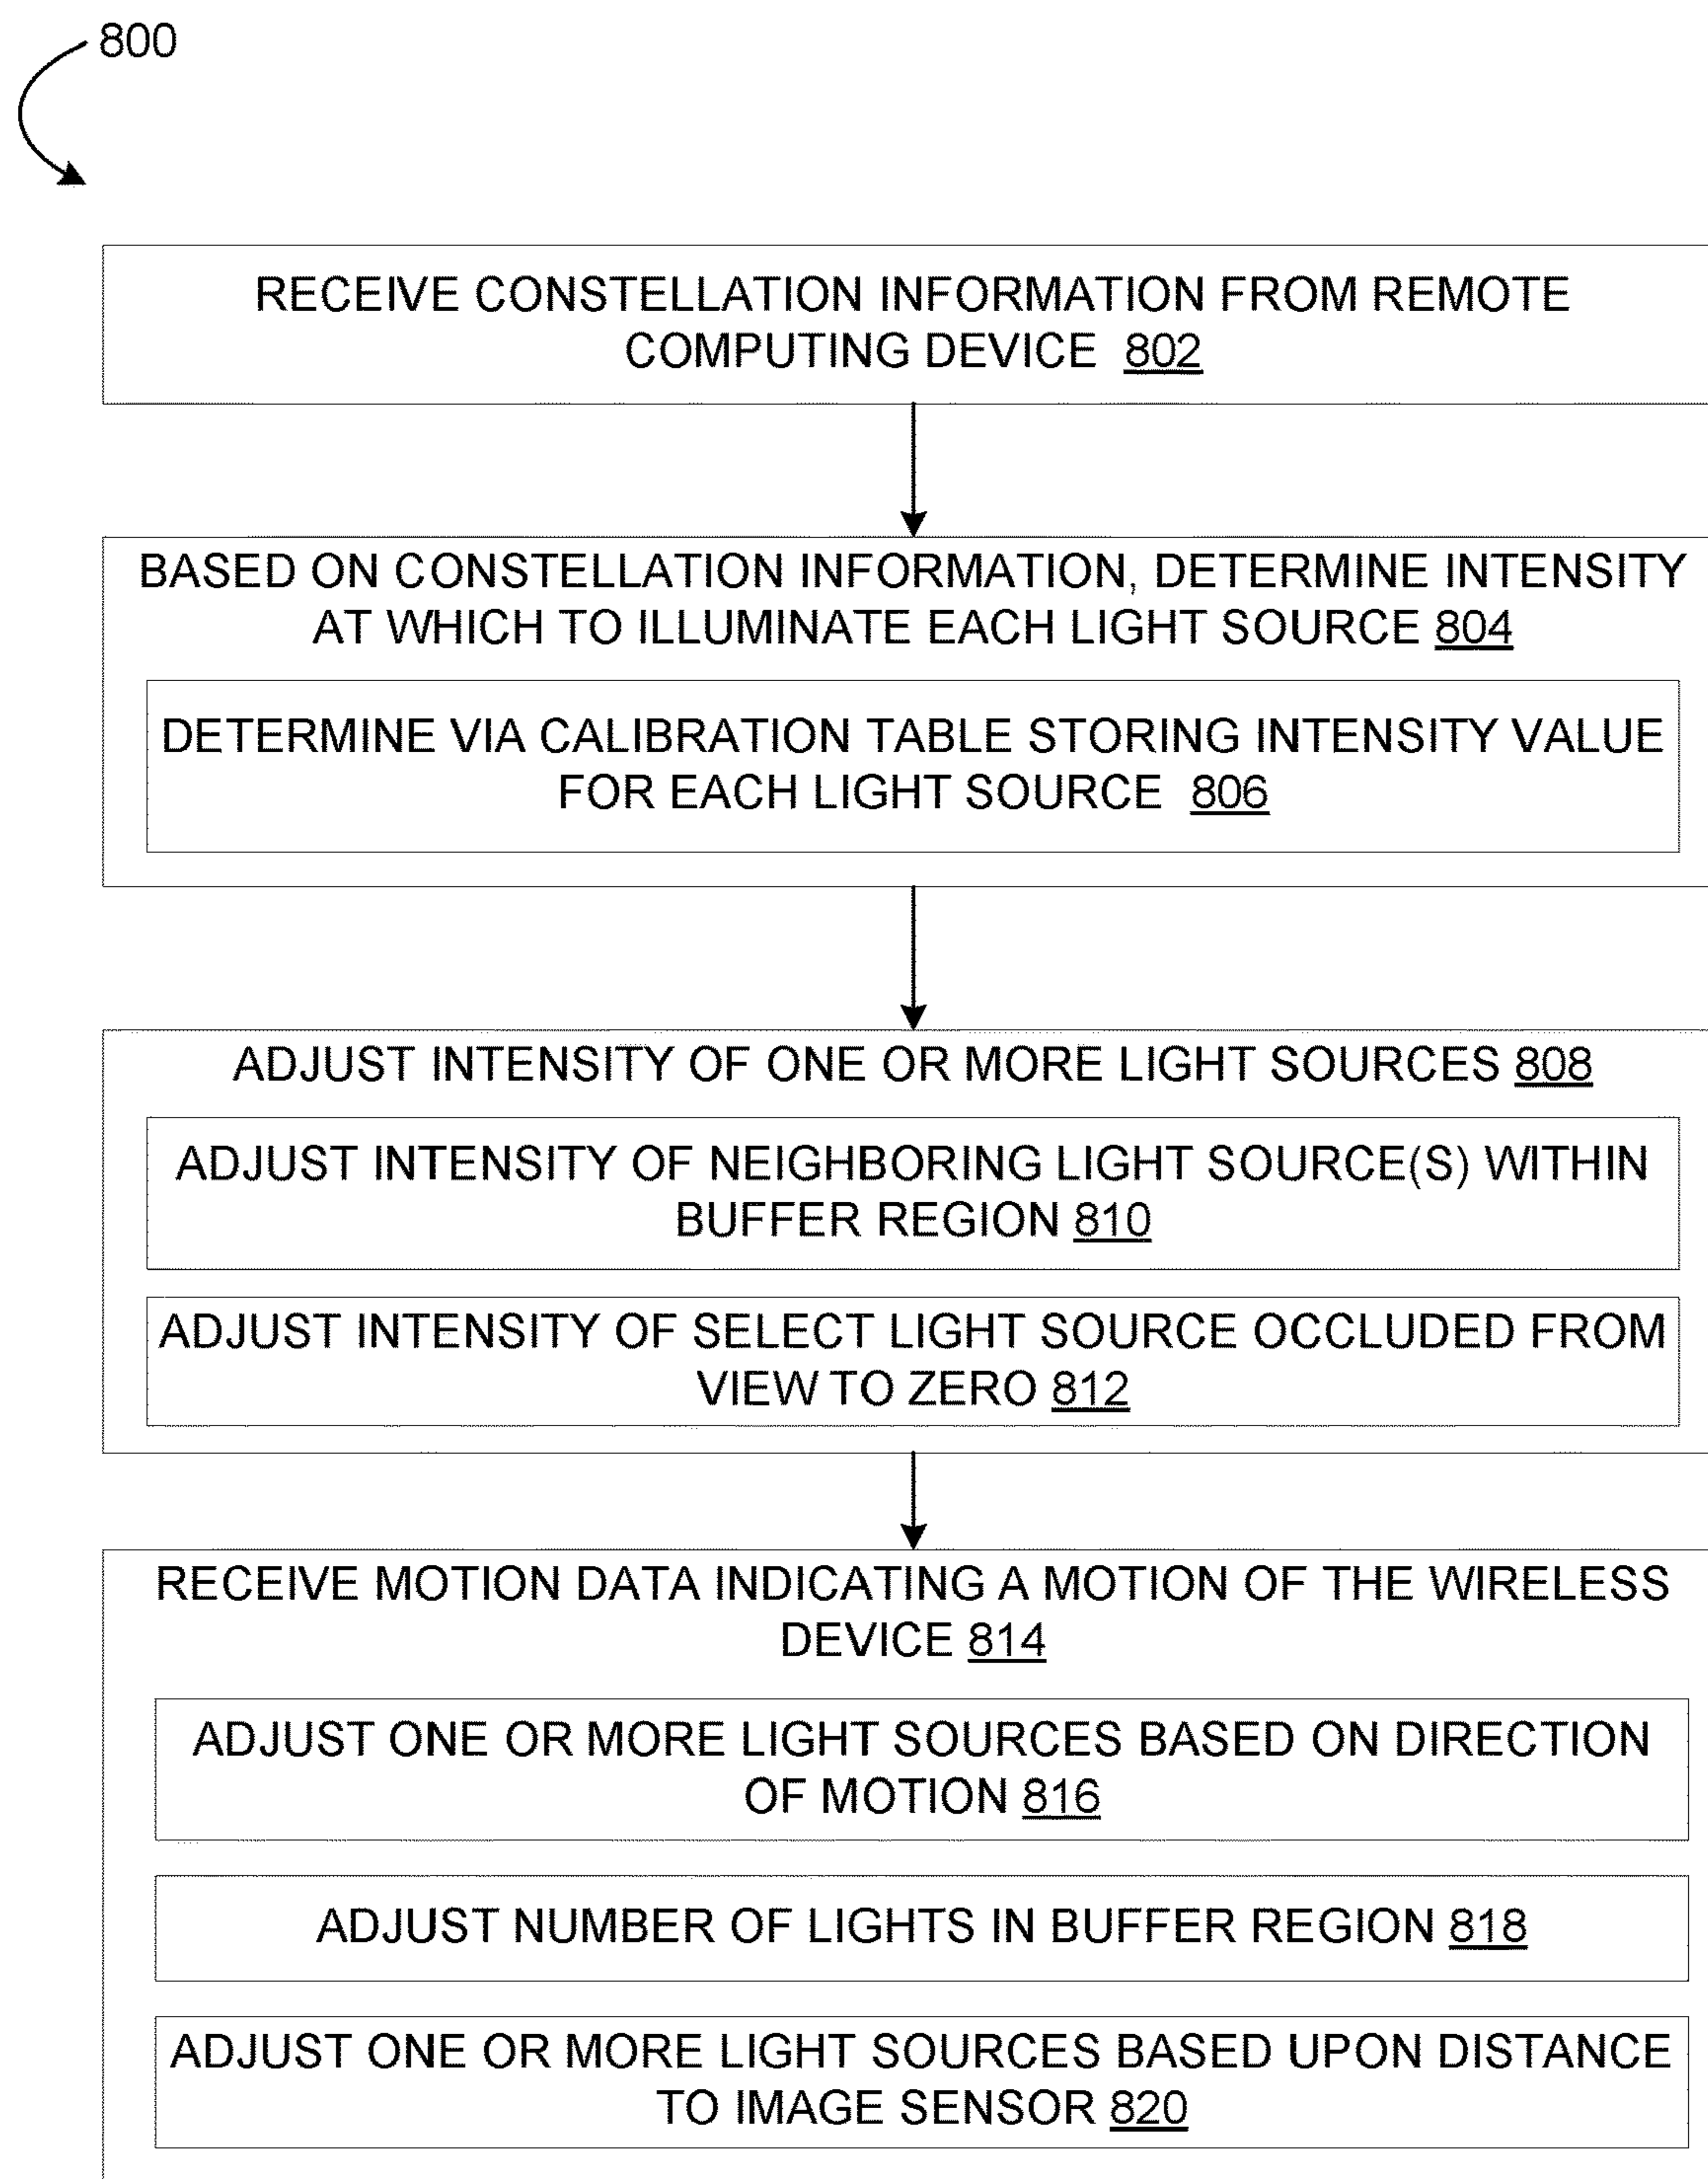 800
RECEIVE CONSTELLATION INFORMATION FROM REMOTE
COMPUTING DEVICE 802
BASED ON CONSTELLATION INFORMATION, DETERMINE INTENSITY
AT WHICH TO ILLUMINATE EACH LIGHT SOURCE 804
DETERMINE VIA CALIBRATION TABLE STORING INTENSITY VALUE
FOR EACH LIGHT SOURCE 806
ADJUST INTENSITY OF ONE OR MORE LIGHT SOURCES 808
ADJUST INTENSITY OF NEIGHBORING LIGHT SOURCE(S) WITHIN
BUFFER REGION 810
ADJUST INTENSITY OF SELECT LIGHT SOURCE OCCLUDED FROM
VIEW TO ZERO 812
RECEIVE MOTION DATA INDICATING A MOTION OF THE WIRELESS
DEVICE 814
ADJUST ONE OR MORE LIGHT SOURCES BASED ON DIRECTION
OF MOTION 816
ADJUST NUMBER OF LIGHTS IN BUFFER REGION 818
ADJUST ONE OR MORE LIGHT SOURCES BASED UPON DISTANCE
TO IMAGE SENSOR 820